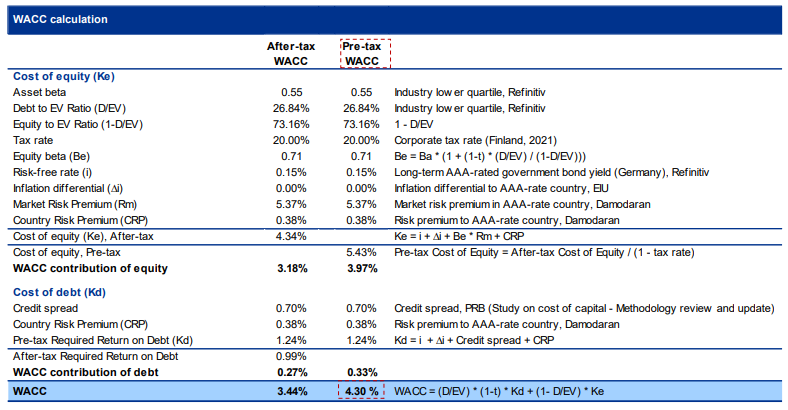 WACC calculation
After-tax WACC Pre-tax WACC
Cost of equity (Ke)
Asset beta 0.55 0.55 Industry lower quartile, Refinitiv
Debt to EV Ratio (D/EV) 26.84% 26.84% Industry lower quartile, Refinitiv
Equity to EV Ratio (1-D/EV) 73.16% 73.16% 1 - D/EV
Tax rate 20.00% 20.00% Corporate tax rate (Finland, 2021)
Equity beta (Be) 0.71 0.71 Be = Ba * (1 + (1-t) * (D/EV) / (1-D/EV)))
Risk-free rate (i) 0.15% 0.15% Long-term AAA-rated government bond yield (Germany), Refinitiv
Inflation differential (Δi) 0.00% 0.00% Inflation differential to AAA-rate country, EIU
Market Risk Premium (Rm) 5.37% 5.37% Market risk premium in AAA-rate country, Damodaran
Country Risk Premium (CRP) 0.38% 0.38% Risk premium to AAA-rate country, Damodaran
Cost of equity (Ke), After-tax 4.34% Ke = i + Δi + Be * Rm + CRP
Cost of equity, Pre-tax 5.43% Pre-tax Cost of Equity = After-tax Cost of Equity / (1 - tax rate)
WACC contribution of equity 3.18% 3.97%
Cost of debt (Kd)
Credit spread 0.70% 0.70% Credit spread, PRB (Study on cost of capital - Methodology review and update)
Country Risk Premium (CRP) 0.38% 0.38% Risk premium to AAA-rate country, Damodaran
Pre-tax Required Return on Debt (Kd) 1.24% 1.24% Kd = i + Δi + Credit spread + CRP
After-tax Required Return on Debt 0.99%
WACC contribution of debt 0.27% 0.33%
WACC 3.44% 4.30 % WACC = (D/EV) * (1-t) * Kd + (1- D/EV) * Ke